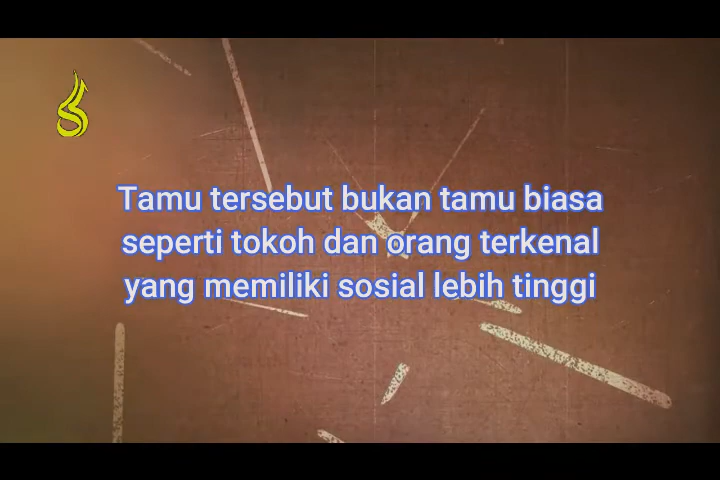 Tamu tersebut bukan tamu biasa
seperti tokoh dan orang terkenal
yang memiliki sosial lebih tinggi